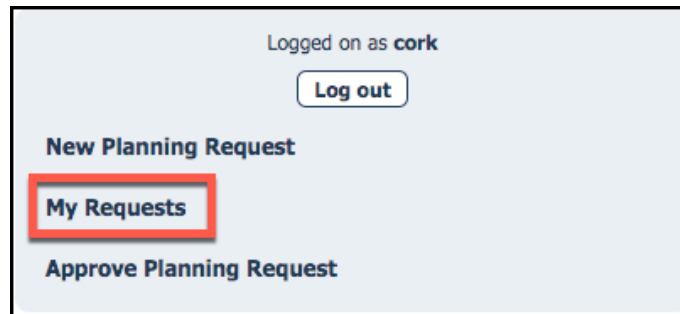 Logged on as cork
Log out
New Planning Request
My Requests
Approve Planning Request